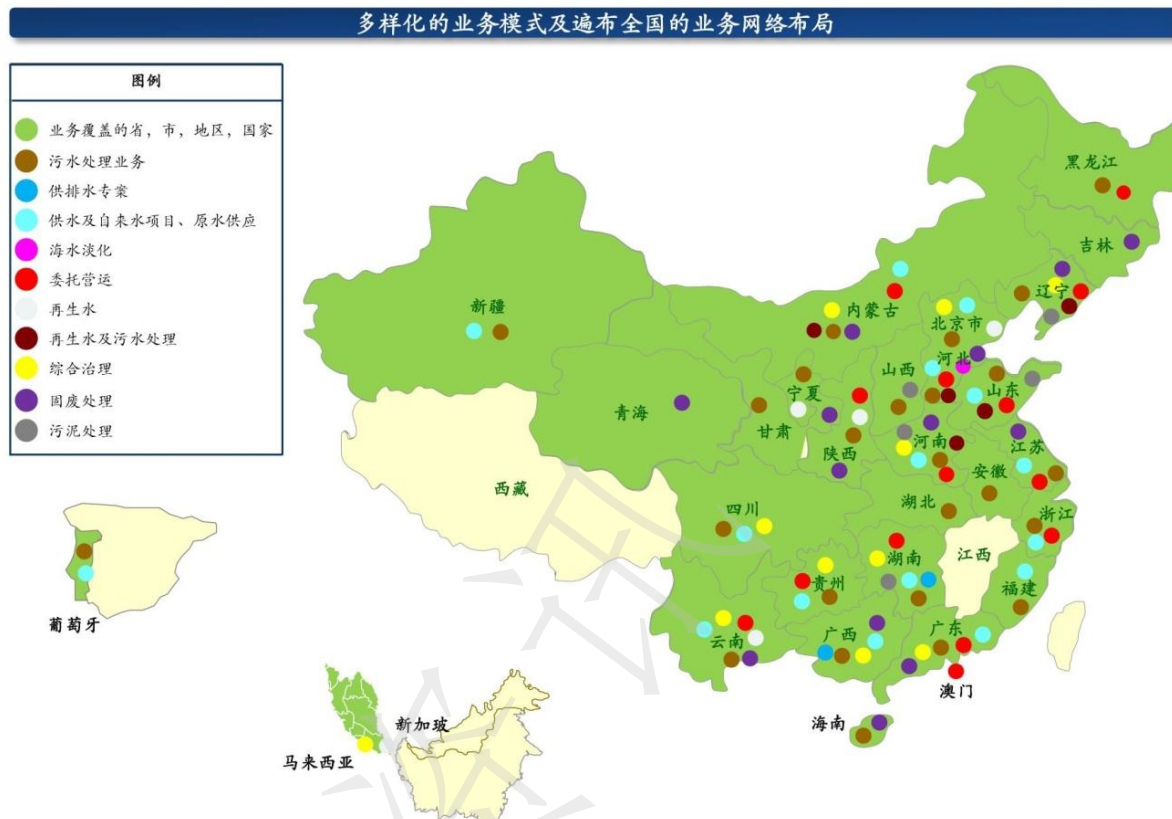 多样化的业务模式及遍布全国的业务网络布局
图例
业务覆盖的省，市，地区，国家
污水处理业务
供排水专案
供水及自来水项目、原水供应
海水淡化
委托营运
再生水
再生水及污水处理
综合治理
固废处理
污泥处理
黑龙江
吉林
辽宁
新疆
内蒙古
北京市
河北
山西
山东
宁夏
青海
甘肃
陕西
河南
江苏
安徽
西藏
四川
湖北
浙江
江西
湖南
贵州
福建
云南
广西
广东
澳门
海南
葡萄牙
新加坡
马来西亚